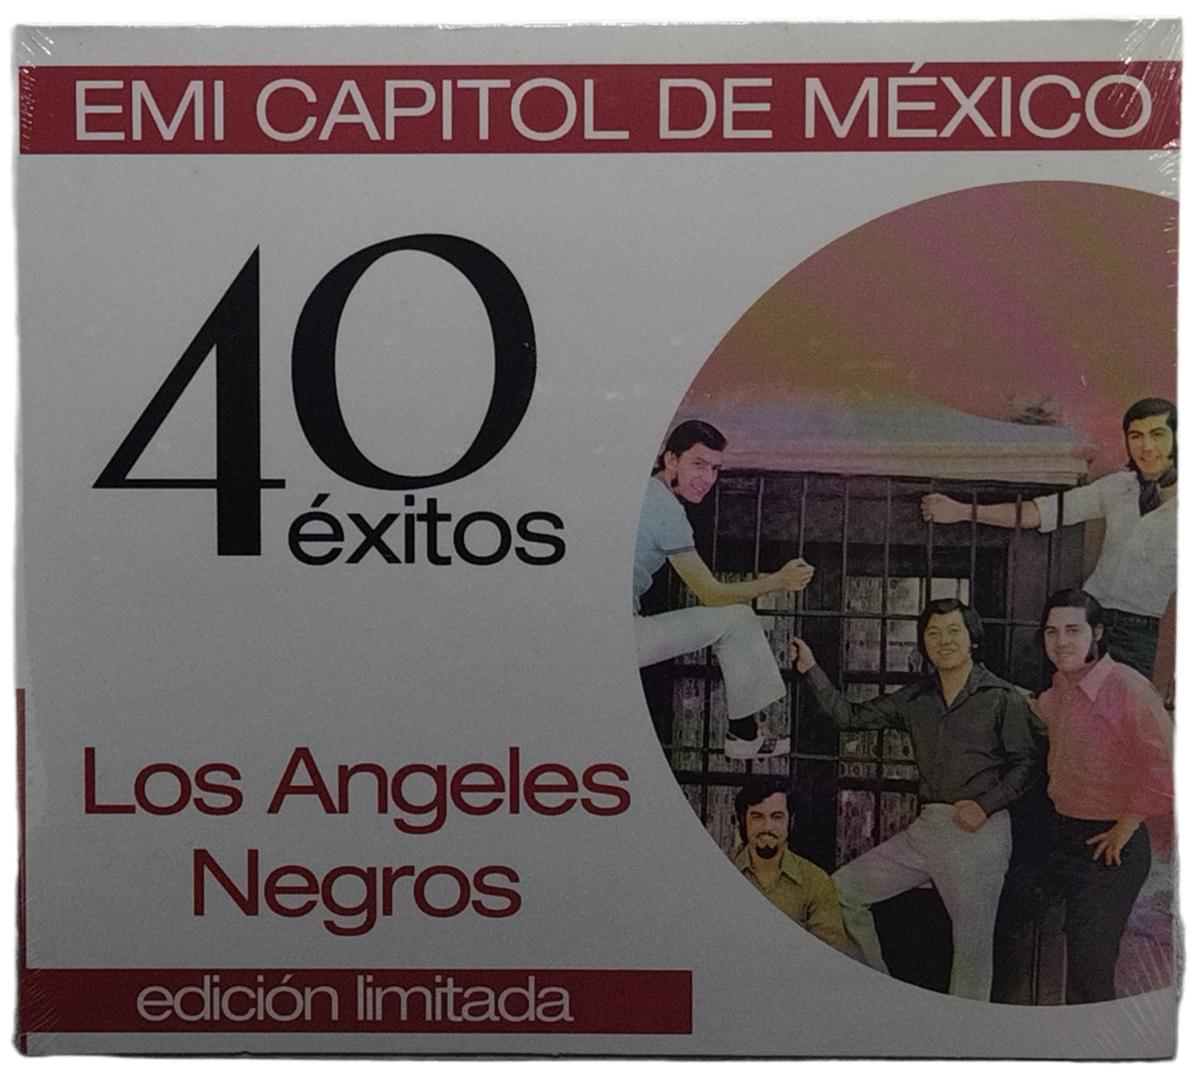 EMI CAPITOL DE MÉXICO
40
éxitos
Los Angeles
Negros
edición limitada